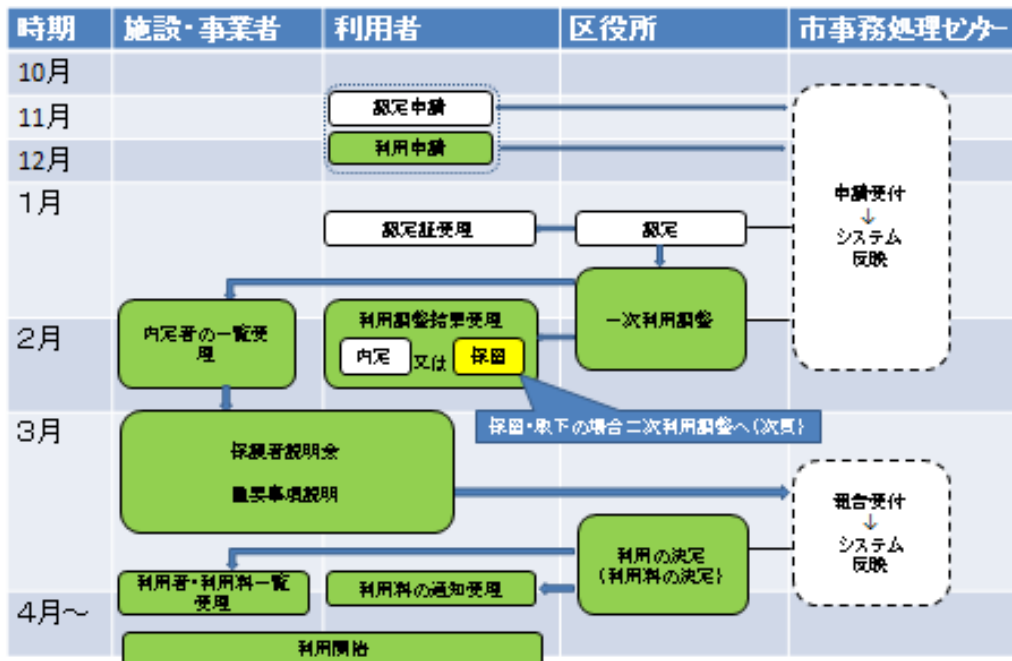 時期 施設・事業者 利用者 区役所 市事務処理センター
10月
11月
12月
1月
2月
3月
4月～
認定申請
利用申請
申請受付
↓
システム
反映
認定証受理
認定
一次利用調整
内定者の一覧受
理
利用調整結果受理
内定 又は 保留
保留・取下の場合二次利用調整へ(次頁)
保護者説明会
重要事項説明
報告受付
↓
システム
反映
利用の決定
(利用料の決定)
利用者・利用料一覧
受理
利用料の通知受理
利用開始